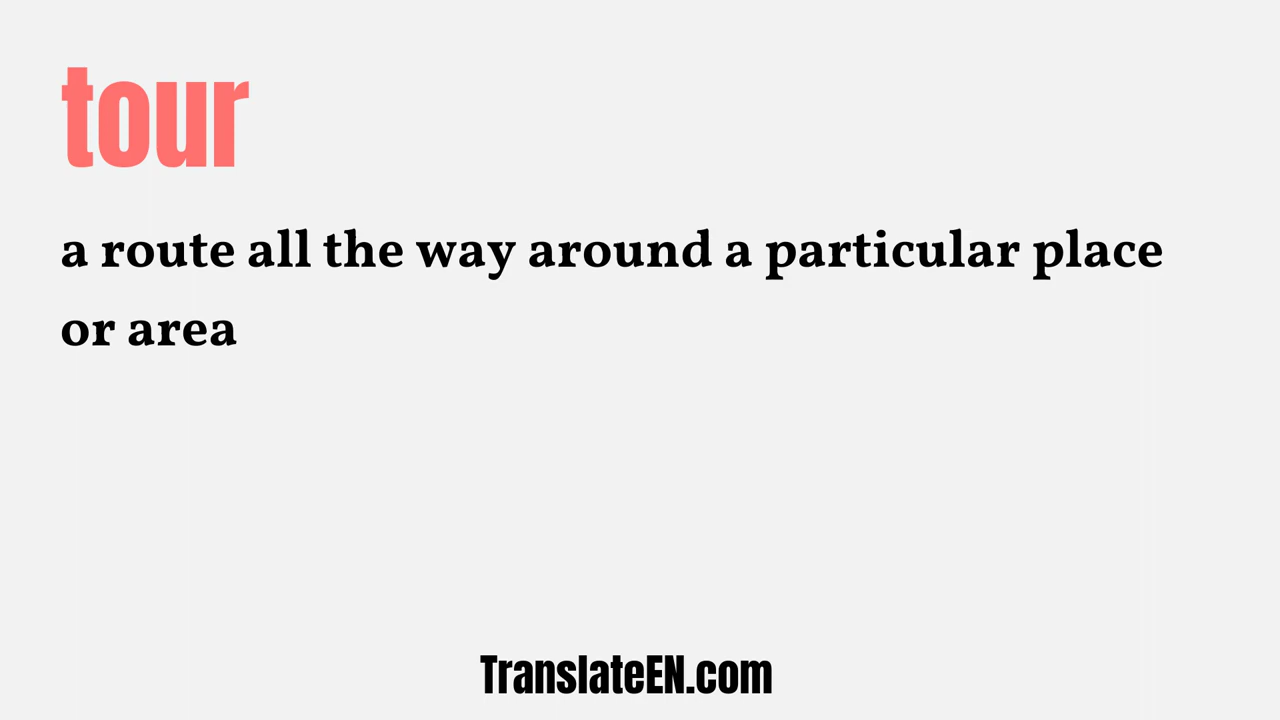 tour
a route all the way around a particular place
or area
TranslateEN.com